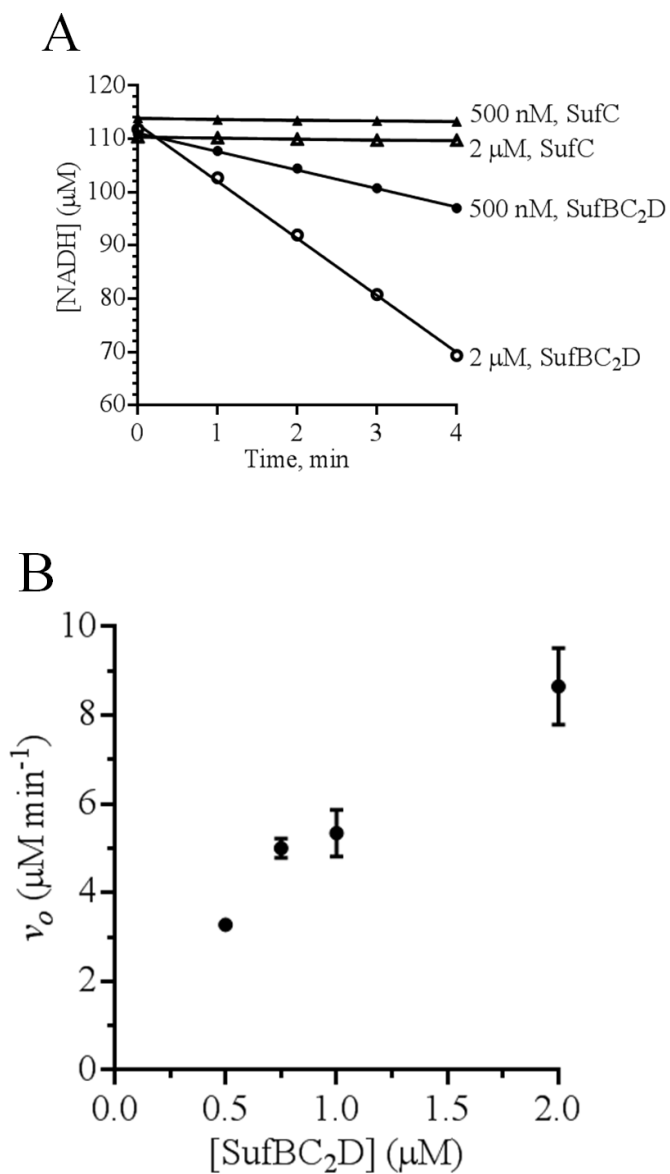 A
120
110
100
90
80
70
60
[NADH] (μM)
500 nM, SufC
2 μM, SufC
500 nM, SufBC₂D
2 μM, SufBC₂D
0 1 2 3 4
Time, min
B
10
8
6
4
2
0
vₒ (μM min⁻¹)
0.0 0.5 1.0 1.5 2.0
[SufBC₂D] (μM)